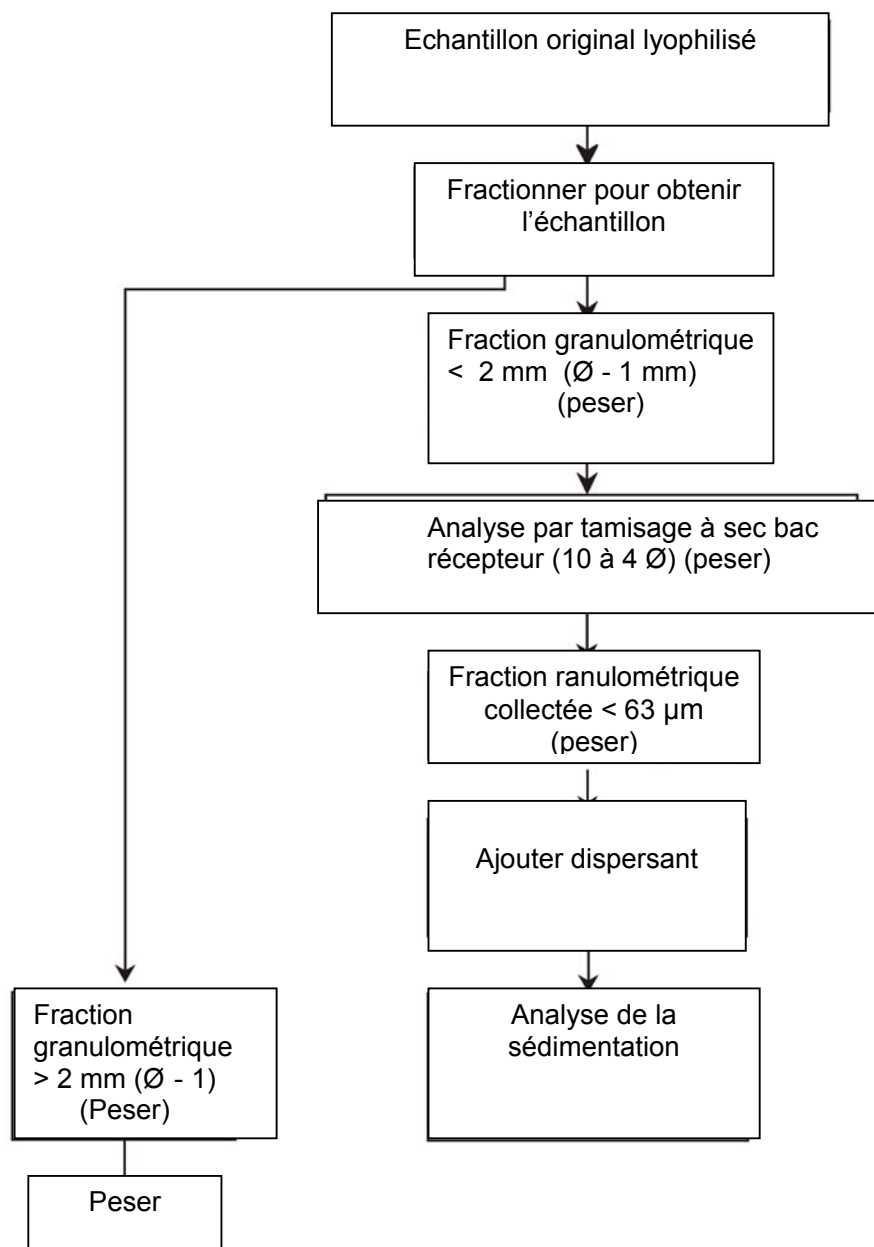 Echantillon original lyophilisé
Fractionner pour obtenir
l’échantillon
Fraction granulométrique
< 2 mm (Ø - 1 mm)
(peser)
Analyse par tamisage à sec bac
récepteur (10 à 4 Ø) (peser)
Fraction ranulométrique
collectée < 63 µm
(peser)
Ajouter dispersant
Analyse de la
sédimentation
Fraction
granulométrique
> 2 mm (Ø - 1)
(Peser)
Peser